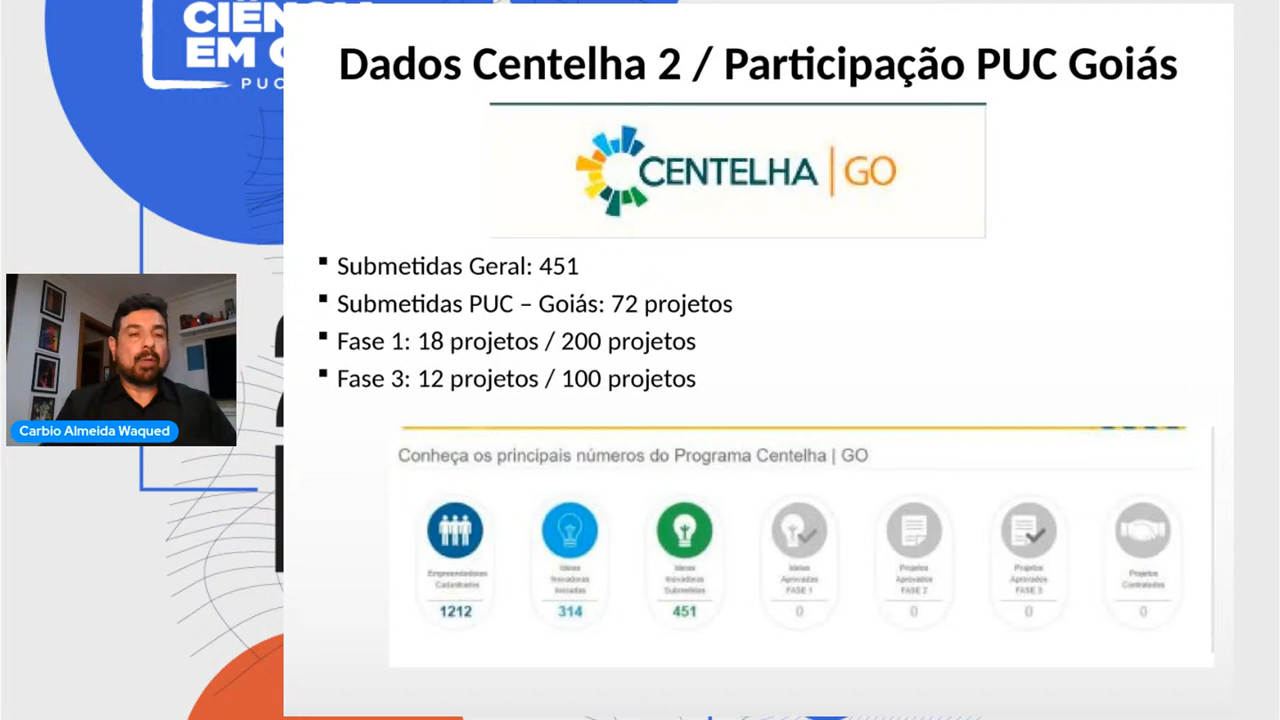 CIÊNCIA
EM C
PUC
Dados Centelha 2 / Participação PUC Goiás
CENTELHA | GO
Submetidas Geral: 451
Submetidas PUC – Goiás: 72 projetos
Fase 1: 18 projetos / 200 projetos
Fase 3: 12 projetos / 100 projetos
Carbio Almeida Waqued
Conheça os principais números do Programa Centelha | GO
Empreendedores
Cadastrados
1212
Ideias
Inovadoras
Iniciadas
314
Ideias
Inovadoras
Submetidas
451
Ideias
Aprovadas
FASE 1
0
Projetos
Aprovados
FASE 2
0
Projetos
Aprovados
FASE 3
0
Projetos
Contratados
0